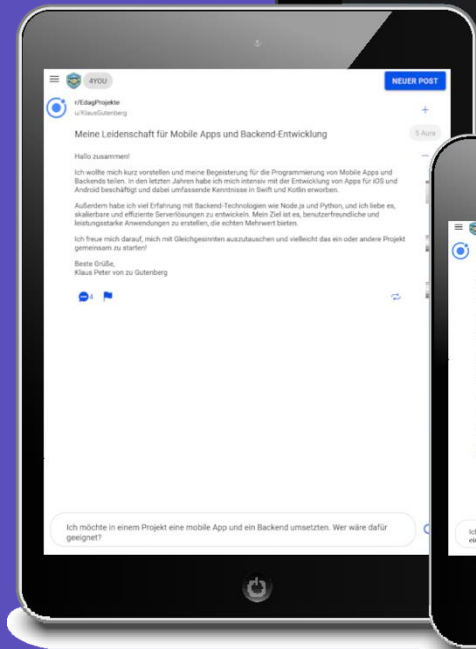 4YOU
NEUER POST
r/EdagProjekte
u/KlausGutenberg
+
Meine Leidenschaft für Mobile Apps und Backend-Entwicklung
5 Aura
Hallo zusammen!
Ich wollte mich kurz vorstellen und meine Begeisterung für die Programmierung von Mobile Apps und
Backends teilen. In den letzten Jahren habe ich mich intensiv mit der Entwicklung von Apps für iOS und
Android beschäftigt und dabei umfassende Kenntnisse in Swift und Kotlin erworben.
Außerdem habe ich viel Erfahrung mit Backend-Technologien wie Node.js und Python, und ich liebe es,
skalierbare und effiziente Serverlösungen zu entwickeln. Mein Ziel ist es, benutzerfreundliche und
leistungsstarke Anwendungen zu erstellen, die echten Mehrwert bieten.
Ich freue mich darauf, mich mit Gleichgesinnten auszutauschen und vielleicht das ein oder andere Projekt
gemeinsam zu starten!
Beste Grüße,
Klaus Peter von zu Gutenberg
4
Ich möchte in einem Projekt eine mobile App und ein Backend umsetzten. Wer wäre dafür
geeignet?